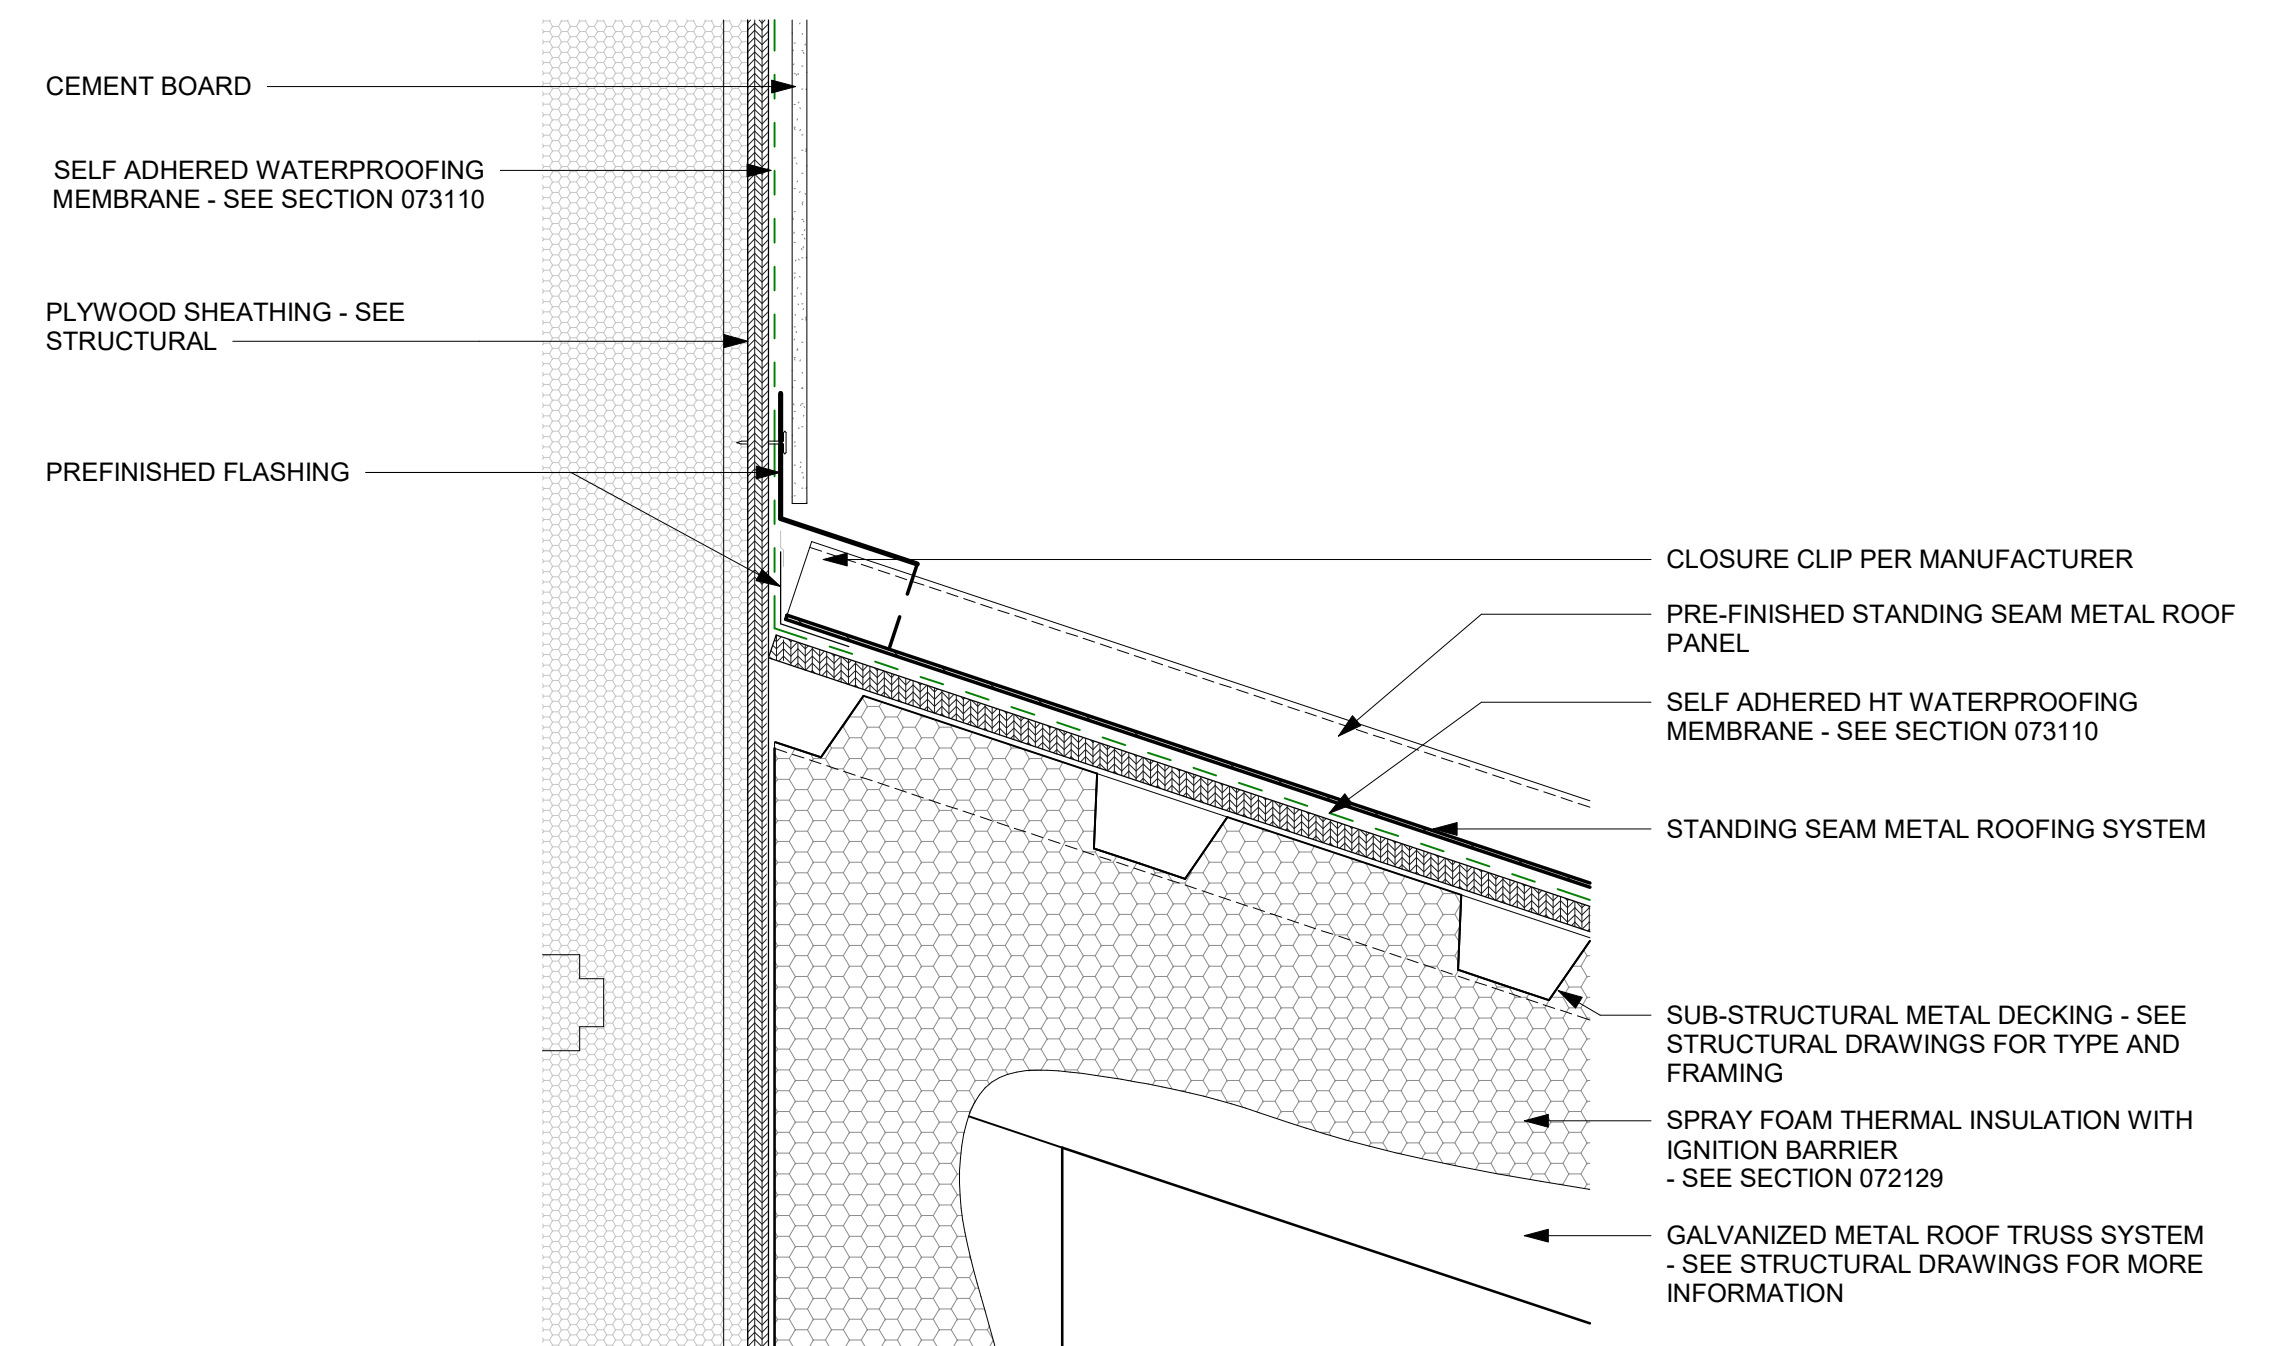 CEMENT BOARD
SELF ADHERED WATERPROOFING
MEMBRANE - SEE SECTION 073110
PLYWOOD SHEATHING - SEE
STRUCTURAL
PREFINISHED FLASHING
CLOSURE CLIP PER MANUFACTURER
PRE-FINISHED STANDING SEAM METAL ROOF
PANEL
SELF ADHERED HT WATERPROOFING
MEMBRANE - SEE SECTION 073110
STANDING SEAM METAL ROOFING SYSTEM
SUB-STRUCTURAL METAL DECKING - SEE
STRUCTURAL DRAWINGS FOR TYPE AND
FRAMING
SPRAY FOAM THERMAL INSULATION WITH
IGNITION BARRIER
- SEE SECTION 072129
GALVANIZED METAL ROOF TRUSS SYSTEM
- SEE STRUCTURAL DRAWINGS FOR MORE
INFORMATION